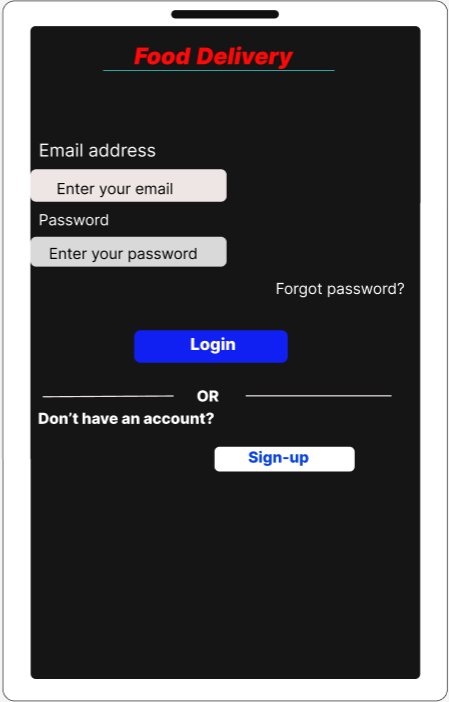 Food Delivery
Email address
Enter your email
Password
Enter your password
Forgot password?
Login
OR
Don't have an account?
Sign-up